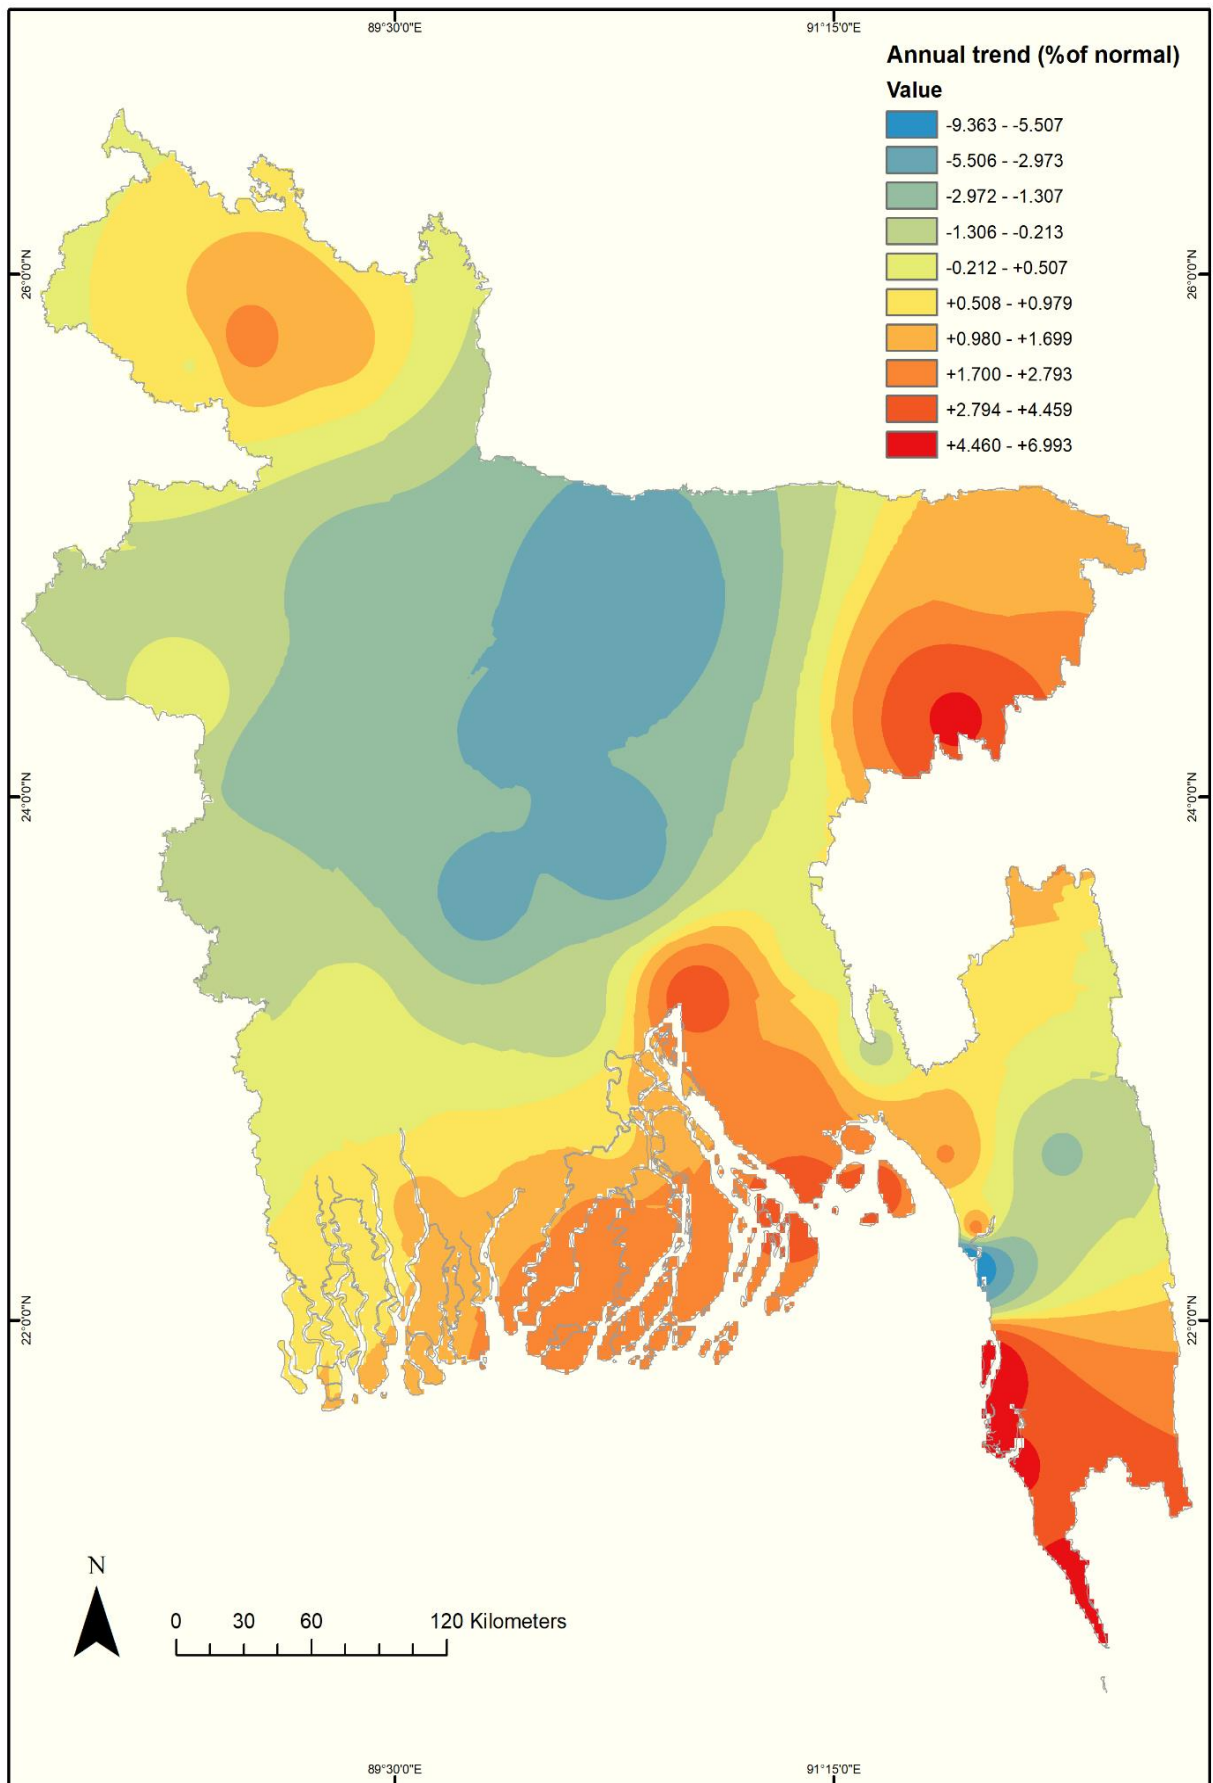 89°30'0"E
91°15'0"E
Annual trend (%of normal)
Value
-9.363 - -5.507
-5.506 - -2.973
-2.972 - -1.307
-1.306 - -0.213
-0.212 - +0.507
+0.508 - +0.979
+0.980 - +1.699
+1.700 - +2.793
+2.794 - +4.459
+4.460 - +6.993
26°0'0"N
26°0'0"N
24°0'0"N
24°0'0"N
22°0'0"N
22°0'0"N
N
0 30 60 120 Kilometers
89°30'0"E
91°15'0"E